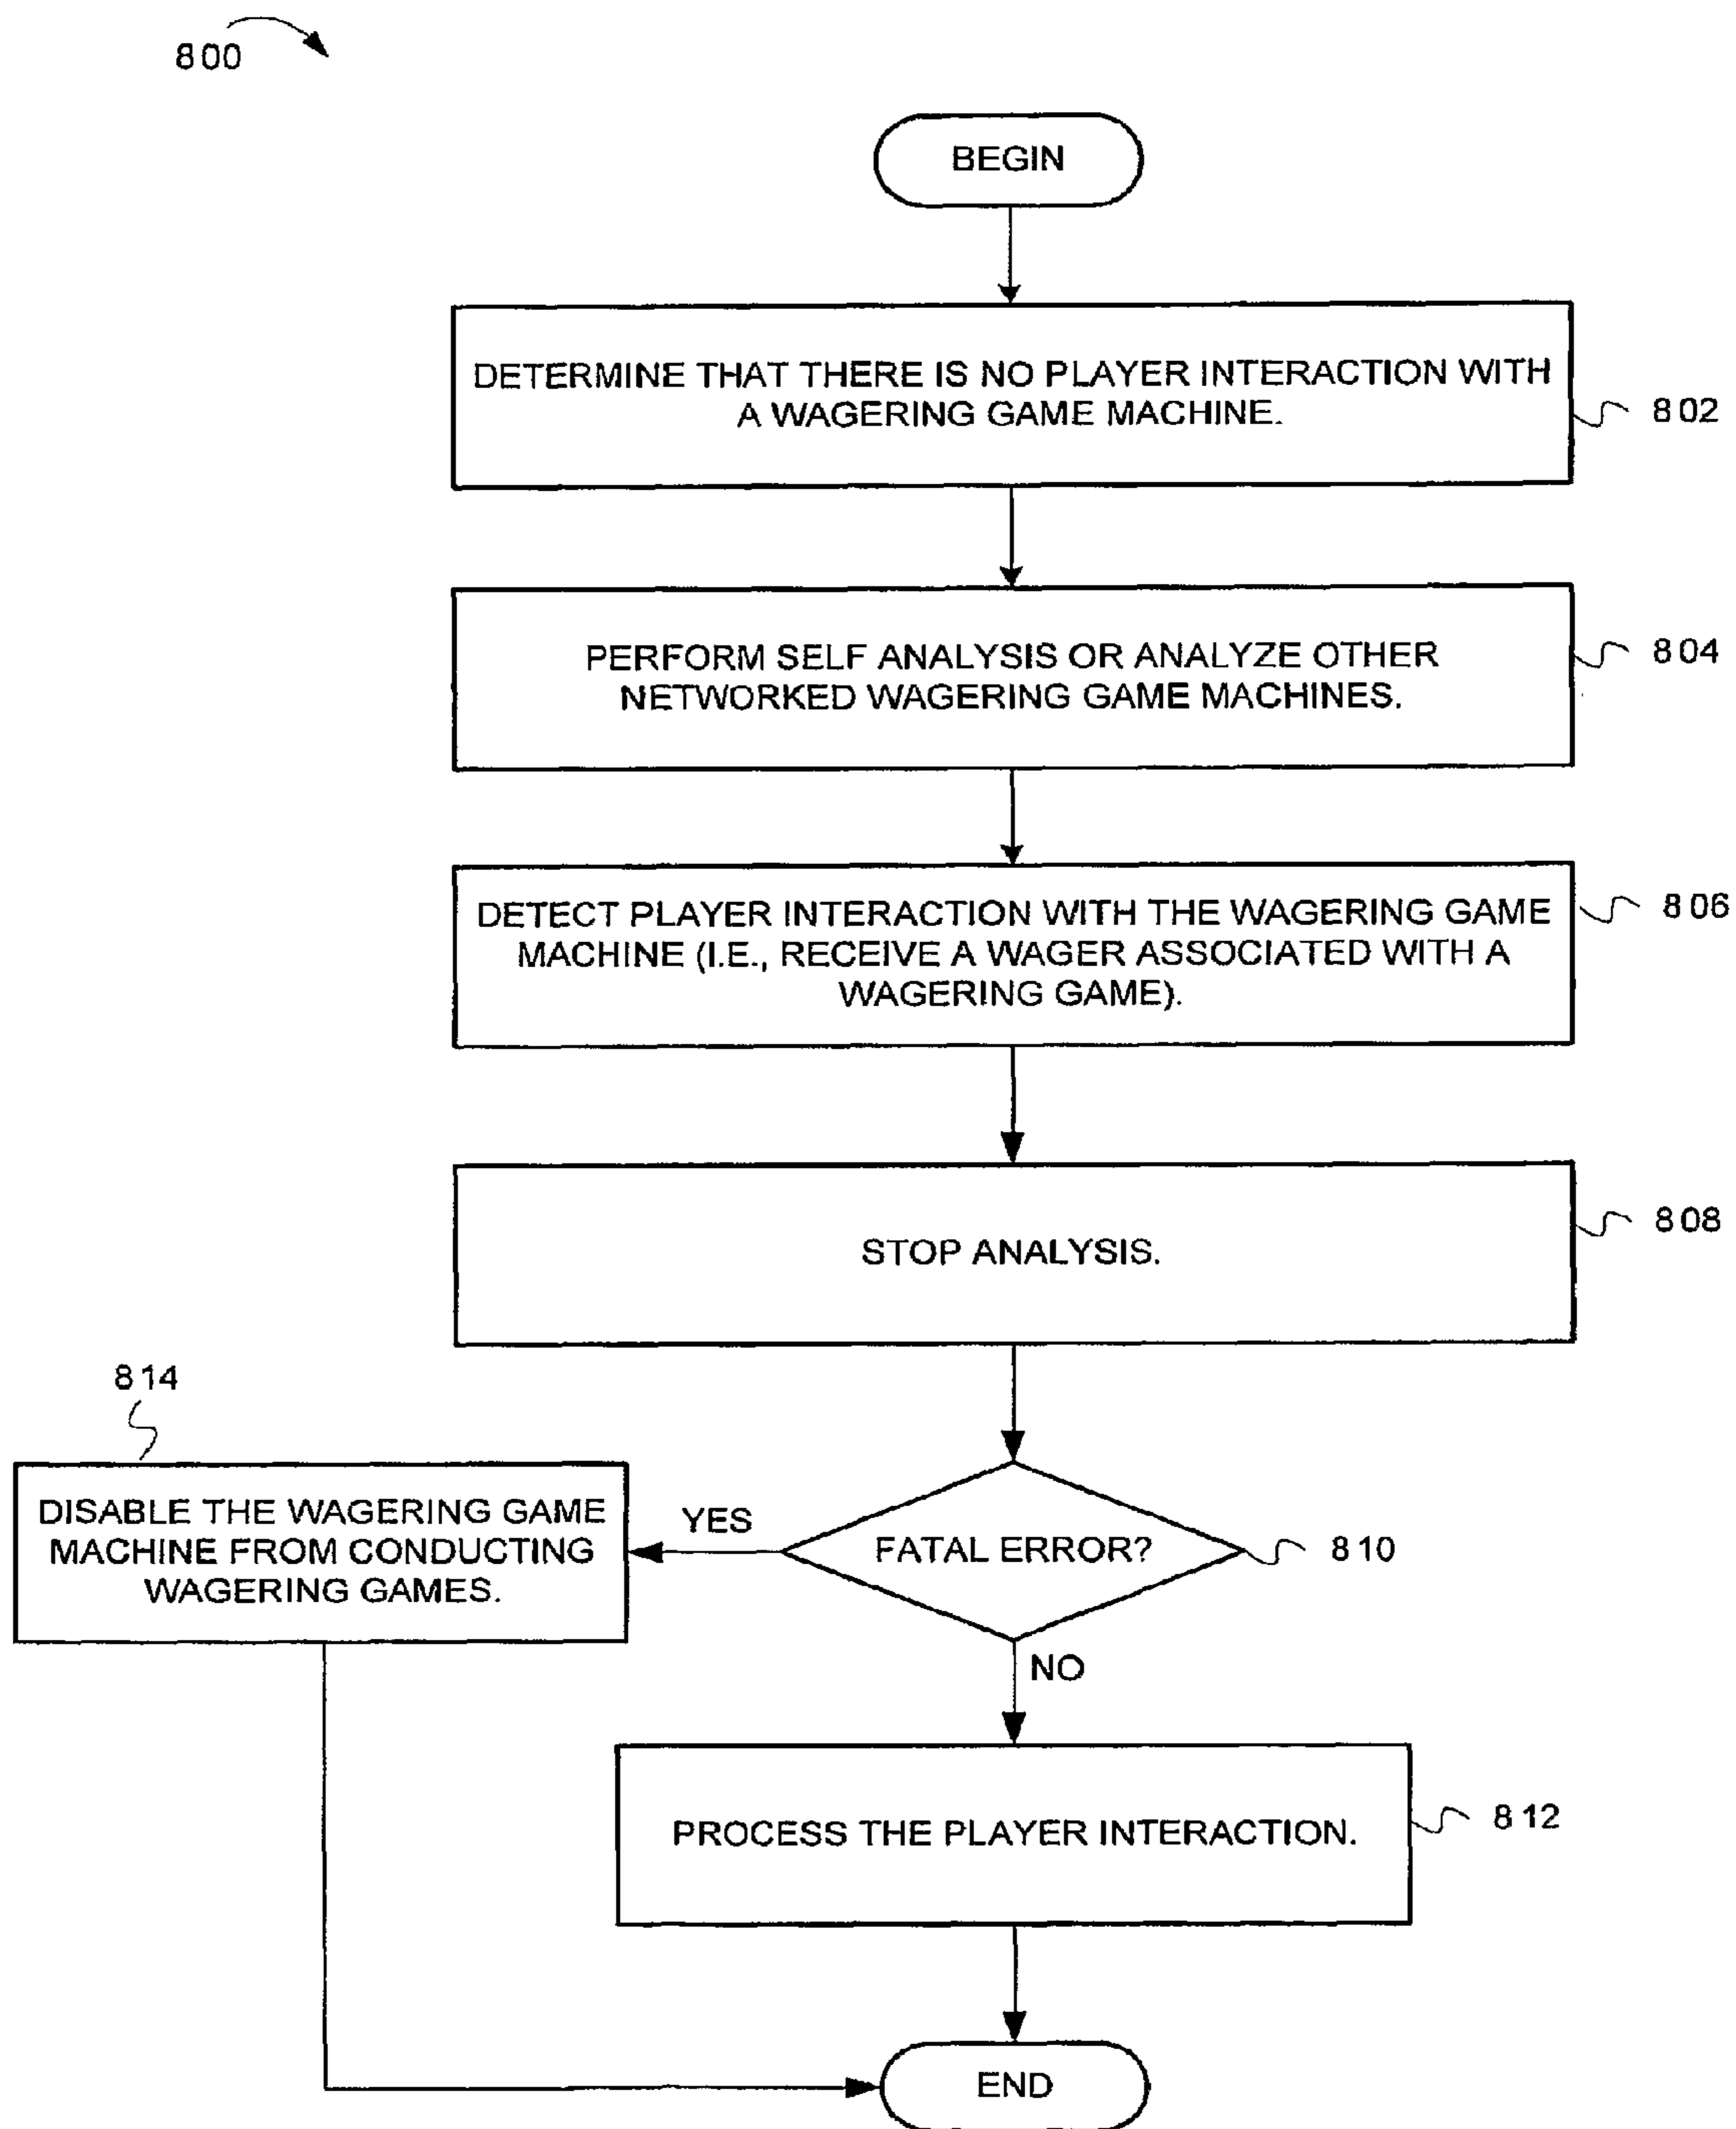 800
BEGIN
DETERMINE THAT THERE IS NO PLAYER INTERACTION WITH
A WAGERING GAME MACHINE.
802
PERFORM SELF ANALYSIS OR ANALYZE OTHER
NETWORKED WAGERING GAME MACHINES.
804
DETECT PLAYER INTERACTION WITH THE WAGERING GAME
MACHINE (I.E., RECEIVE A WAGER ASSOCIATED WITH A
WAGERING GAME).
806
STOP ANALYSIS.
808
814
DISABLE THE WAGERING GAME
MACHINE FROM CONDUCTING
WAGERING GAMES.
YES
FATAL ERROR?
810
NO
PROCESS THE PLAYER INTERACTION.
812
END